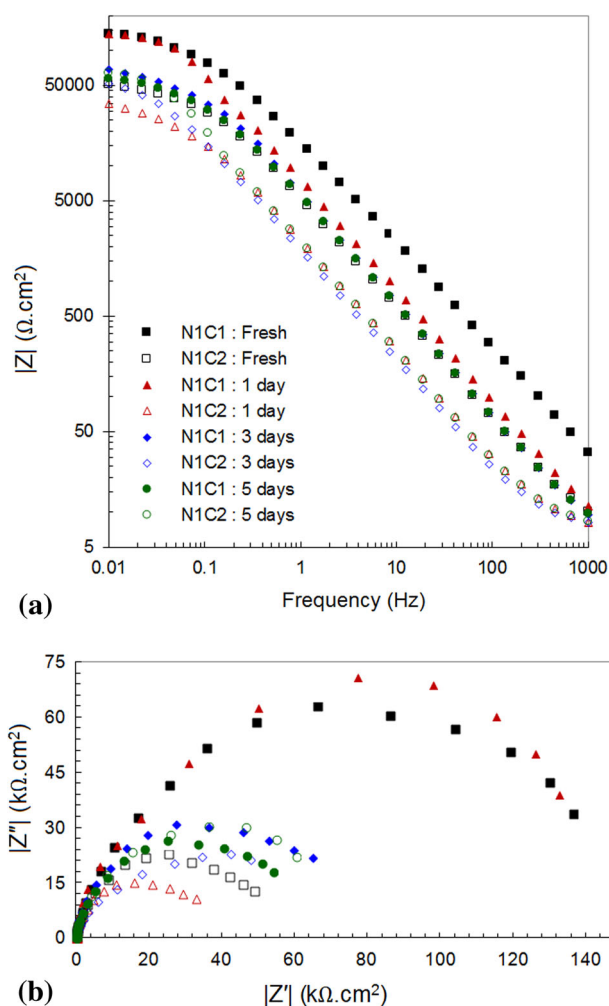 50000
5000
500
50
5
|Z| (Ω.cm²)
N1C1 : Fresh
N1C2 : Fresh
N1C1 : 1 day
N1C2 : 1 day
N1C1 : 3 days
N1C2 : 3 days
N1C1 : 5 days
N1C2 : 5 days
0.01 0.1 1 10 100 1000
Frequency (Hz)
(a)
75
60
45
30
15
0
|Z″| (kΩ.cm²)
0 20 40 60 80 100 120 140
|Z′| (kΩ.cm²)
(b)